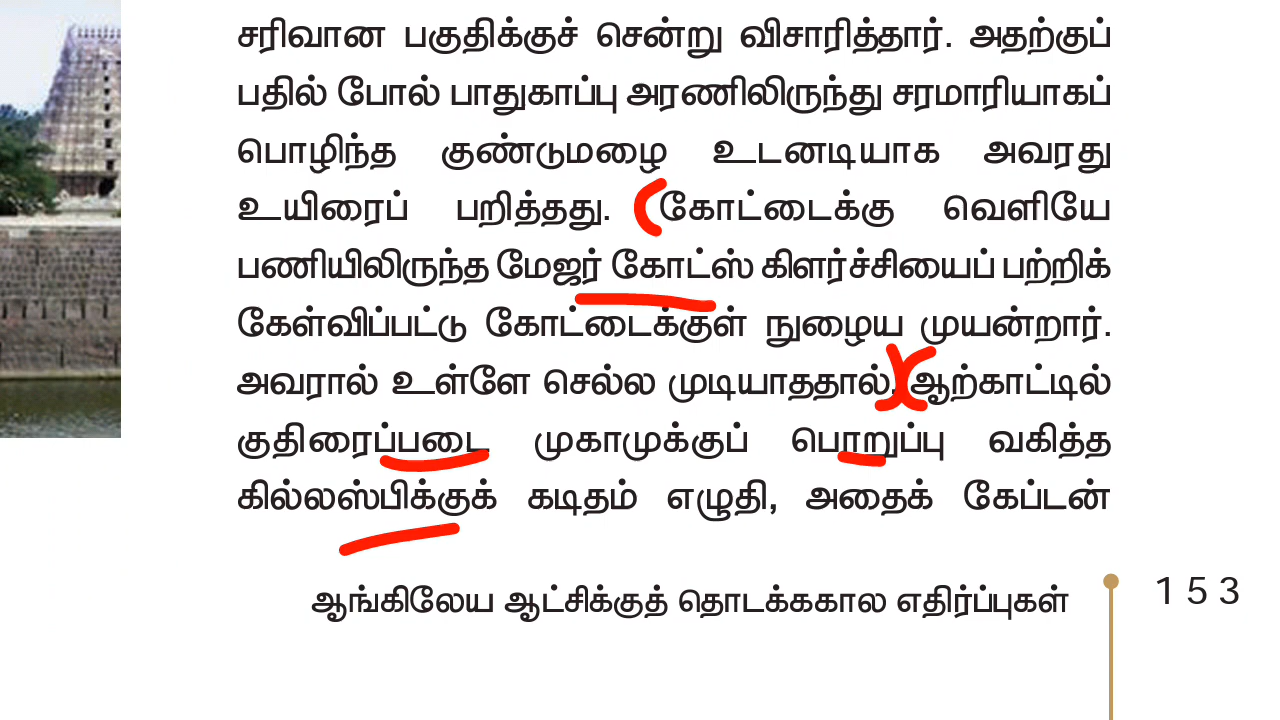 சரிவான பகுதிக்குச் சென்று விசாரித்தார். அதற்குப்
பதில் போல் பாதுகாப்பு அரணிலிருந்து சரமாரியாகப்
பொழிந்த குண்டுமழை உடனடியாக அவரது
உயிரைப் பறித்தது. கோட்டைக்கு வெளியே
பணியிலிருந்த மேஜர் கோட்ஸ் கிளர்ச்சியைப் பற்றிக்
கேள்விப்பட்டு கோட்டைக்குள் நுழைய முயன்றார்.
அவரால் உள்ளே செல்ல முடியாததால், ஆற்காட்டில்
குதிரைப்படை முகாமுக்குப் பொறுப்பு வகித்த
கில்லஸ்பிக்குக் கடிதம் எழுதி, அதைக் கேப்டன்
ஆங்கிலேய ஆட்சிக்குத் தொடக்ககால எதிர்ப்புகள்
153